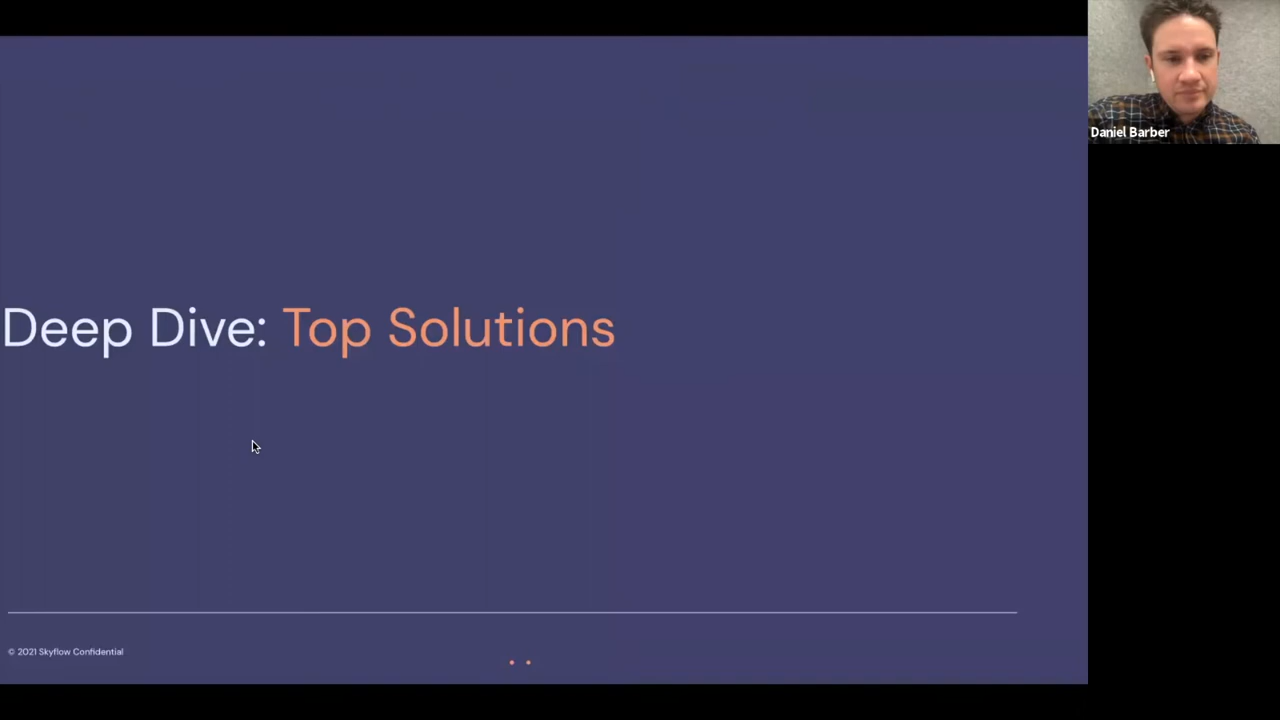 Daniel Barber
Deep Dive: Top Solutions
© 2021 Skyflow Confidential